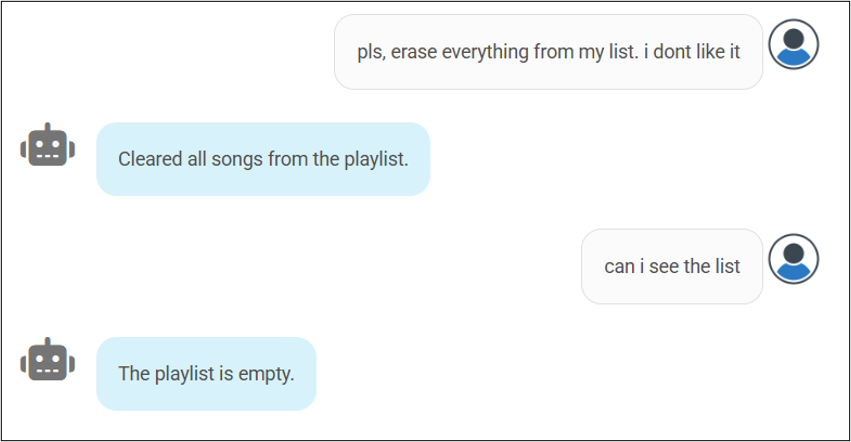 pls, erase everything from my list. i dont like it
Cleared all songs from the playlist.
can i see the list
The playlist is empty.